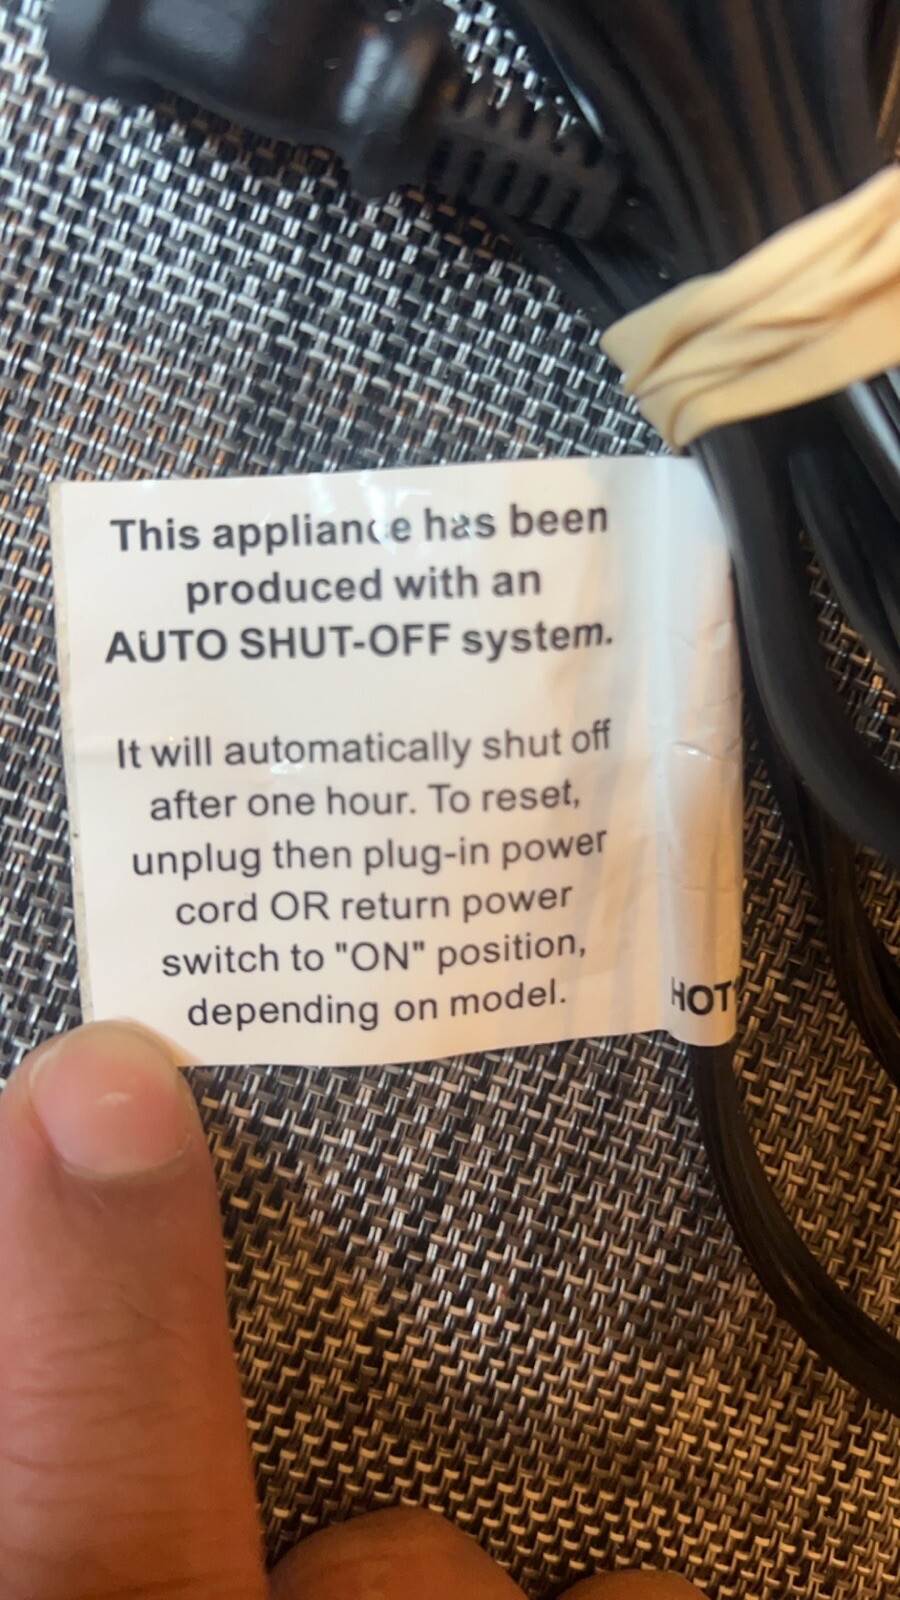 This appliance has been
produced with an
AUTO SHUT-OFF system.
It will automatically shut off
after one hour. To reset,
unplug then plug-in power
cord OR return power
switch to "ON" position,
depending on model.
HOT